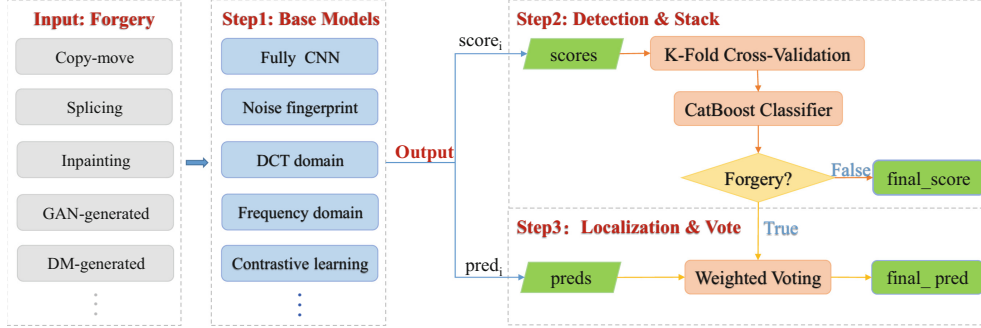 Input: Forgery
Copy-move
Splicing
Inpainting
GAN-generated
DM-generated
Step1: Base Models
Fully CNN
Noise fingerprint
DCT domain
Frequency domain
Contrastive learning
Output
score_i
pred_i
Step2: Detection & Stack
scores
K-Fold Cross-Validation
CatBoost Classifier
Forgery?
False
final_score
True
Step3: Localization & Vote
preds
Weighted Voting
final_ pred